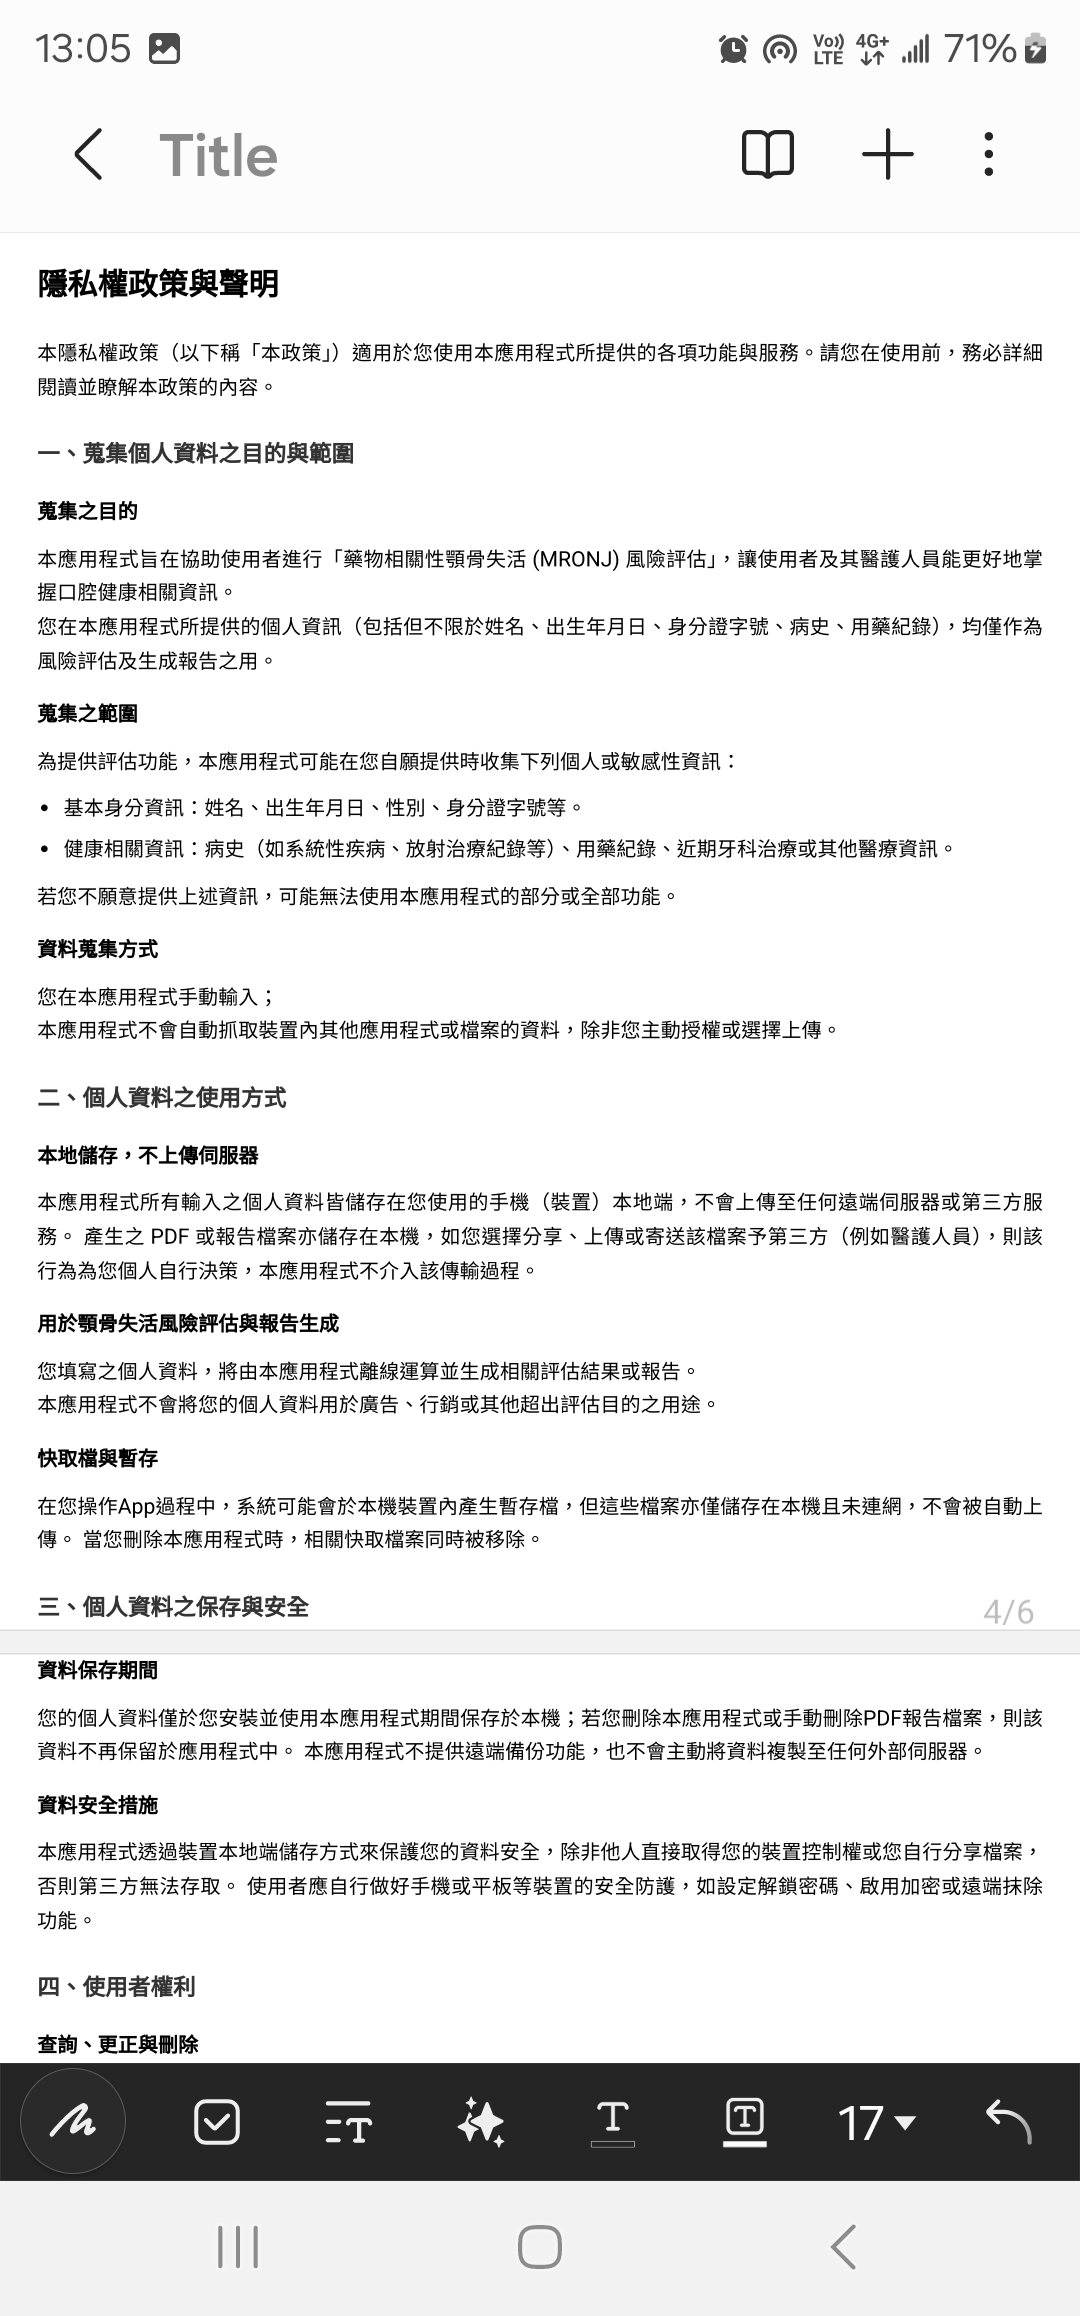 13:05
Vo)) LTE 4G+ 71%
Title
隱私權政策與聲明
本隱私權政策（以下稱「本政策」）適用於您使用本應用程式所提供的各項功能與服務。請您在使用前，務必詳細
閱讀並瞭解本政策的內容。
一、蒐集個人資料之目的與範圍
蒐集之目的
本應用程式旨在協助使用者進行「藥物相關性顎骨失活 (MRONJ) 風險評估」，讓使用者及其醫護人員能更好地掌
握口腔健康相關資訊。
您在本應用程式所提供的個人資訊（包括但不限於姓名、出生年月日、身分證字號、病史、用藥紀錄），均僅作為
風險評估及生成報告之用。
蒐集之範圍
為提供評估功能，本應用程式可能在您自願提供時收集下列個人或敏感性資訊：
• 基本身分資訊：姓名、出生年月日、性別、身分證字號等。
• 健康相關資訊：病史（如系統性疾病、放射治療紀錄等）、用藥紀錄、近期牙科治療或其他醫療資訊。
若您不願意提供上述資訊，可能無法使用本應用程式的部分或全部功能。
資料蒐集方式
您在本應用程式手動輸入；
本應用程式不會自動抓取裝置內其他應用程式或檔案的資料，除非您主動授權或選擇上傳。
二、個人資料之使用方式
本地儲存，不上傳伺服器
本應用程式所有輸入之個人資料皆儲存在您使用的手機（裝置）本地端，不會上傳至任何遠端伺服器或第三方服
務。 產生之 PDF 或報告檔案亦儲存在本機，如您選擇分享、上傳或寄送該檔案予第三方（例如醫護人員），則該
行為為您個人自行決策，本應用程式不介入該傳輸過程。
用於顎骨失活風險評估與報告生成
您填寫之個人資料，將由本應用程式離線運算並生成相關評估結果或報告。
本應用程式不會將您的個人資料用於廣告、行銷或其他超出評估目的之用途。
快取檔與暫存
在您操作App過程中，系統可能會於本機裝置內產生暫存檔，但這些檔案亦僅儲存在本機且未連網，不會被自動上
傳。 當您刪除本應用程式時，相關快取檔案同時被移除。
三、個人資料之保存與安全
4/6
資料保存期間
您的個人資料僅於您安裝並使用本應用程式期間保存於本機；若您刪除本應用程式或手動刪除PDF報告檔案，則該
資料不再保留於應用程式中。 本應用程式不提供遠端備份功能，也不會主動將資料複製至任何外部伺服器。
資料安全措施
本應用程式透過裝置本地端儲存方式來保護您的資料安全，除非他人直接取得您的裝置控制權或您自行分享檔案，
否則第三方無法存取。 使用者應自行做好手機或平板等裝置的安全防護，如設定解鎖密碼、啟用加密或遠端抹除
功能。
四、使用者權利
查詢、更正與刪除
17